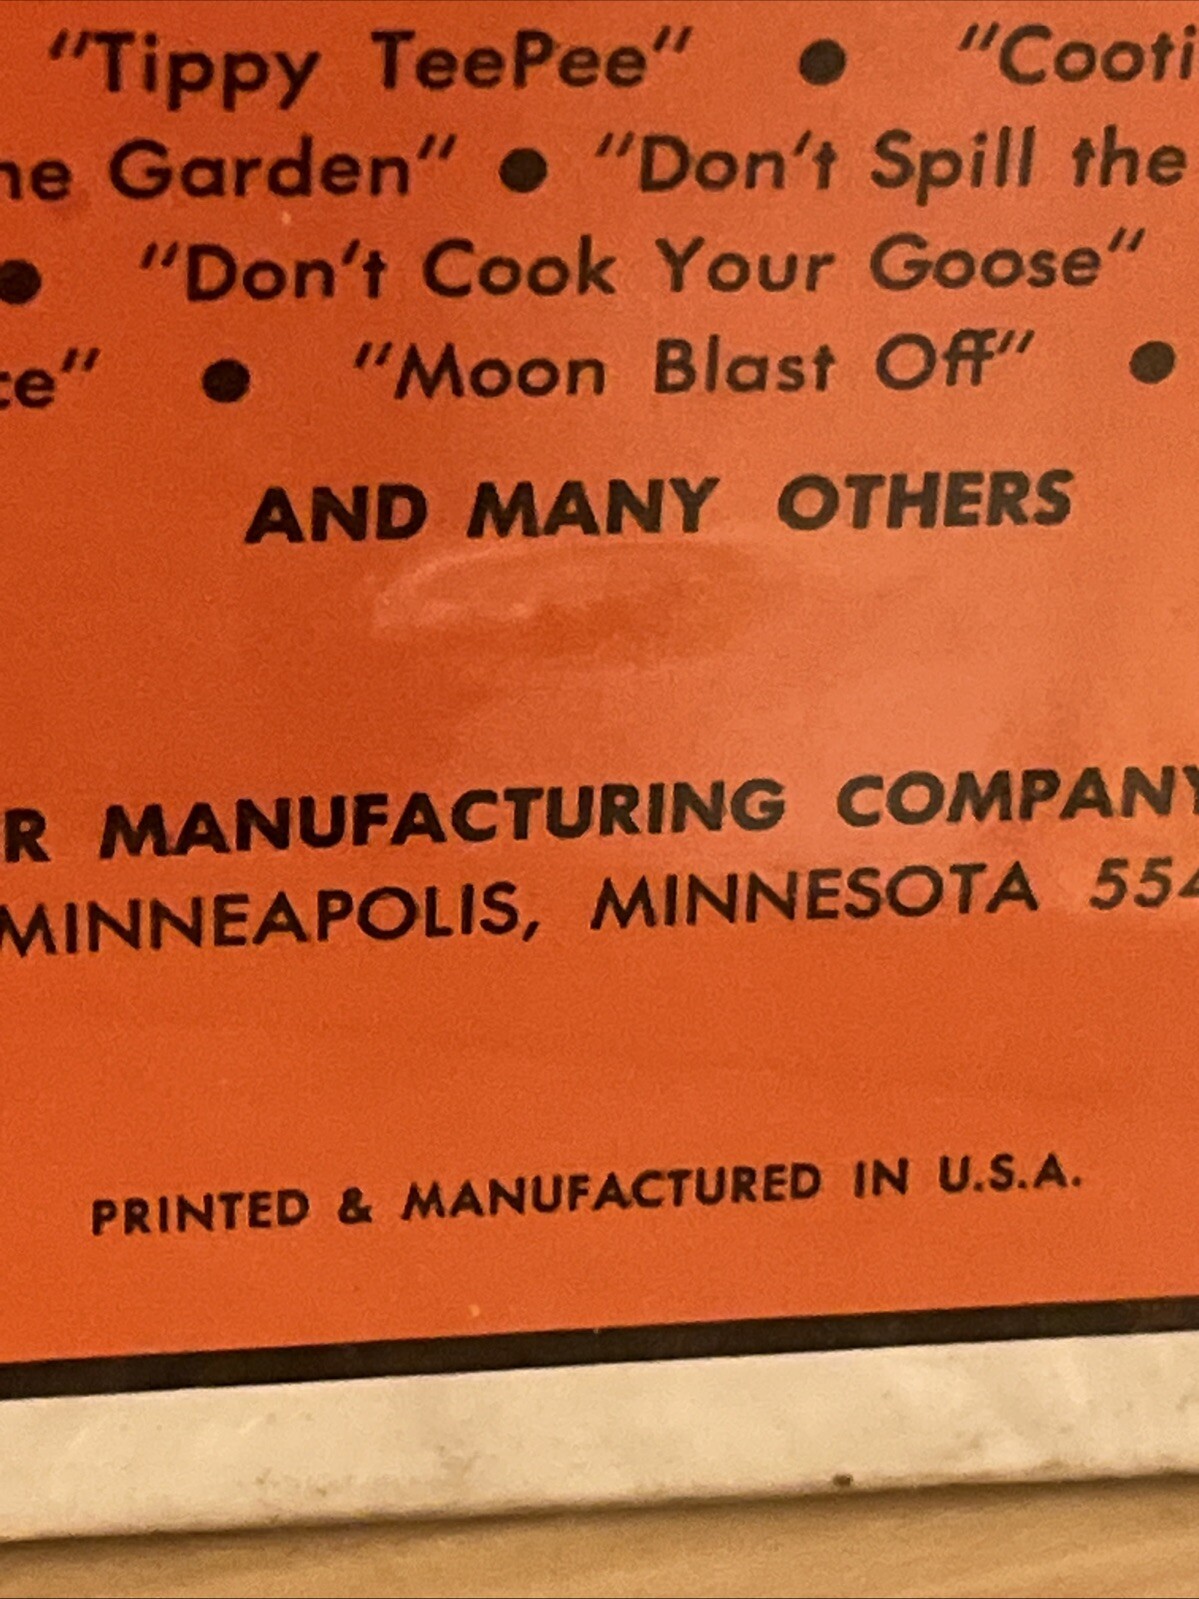 "Tippy TeePee" ● "Cooti
ne Garden" ● "Don't Spill the
● "Don't Cook Your Goose"
ce" ● "Moon Blast Off" ●
AND MANY OTHERS
R MANUFACTURING COMPANY
MINNEAPOLIS, MINNESOTA 554
PRINTED & MANUFACTURED IN U.S.A.